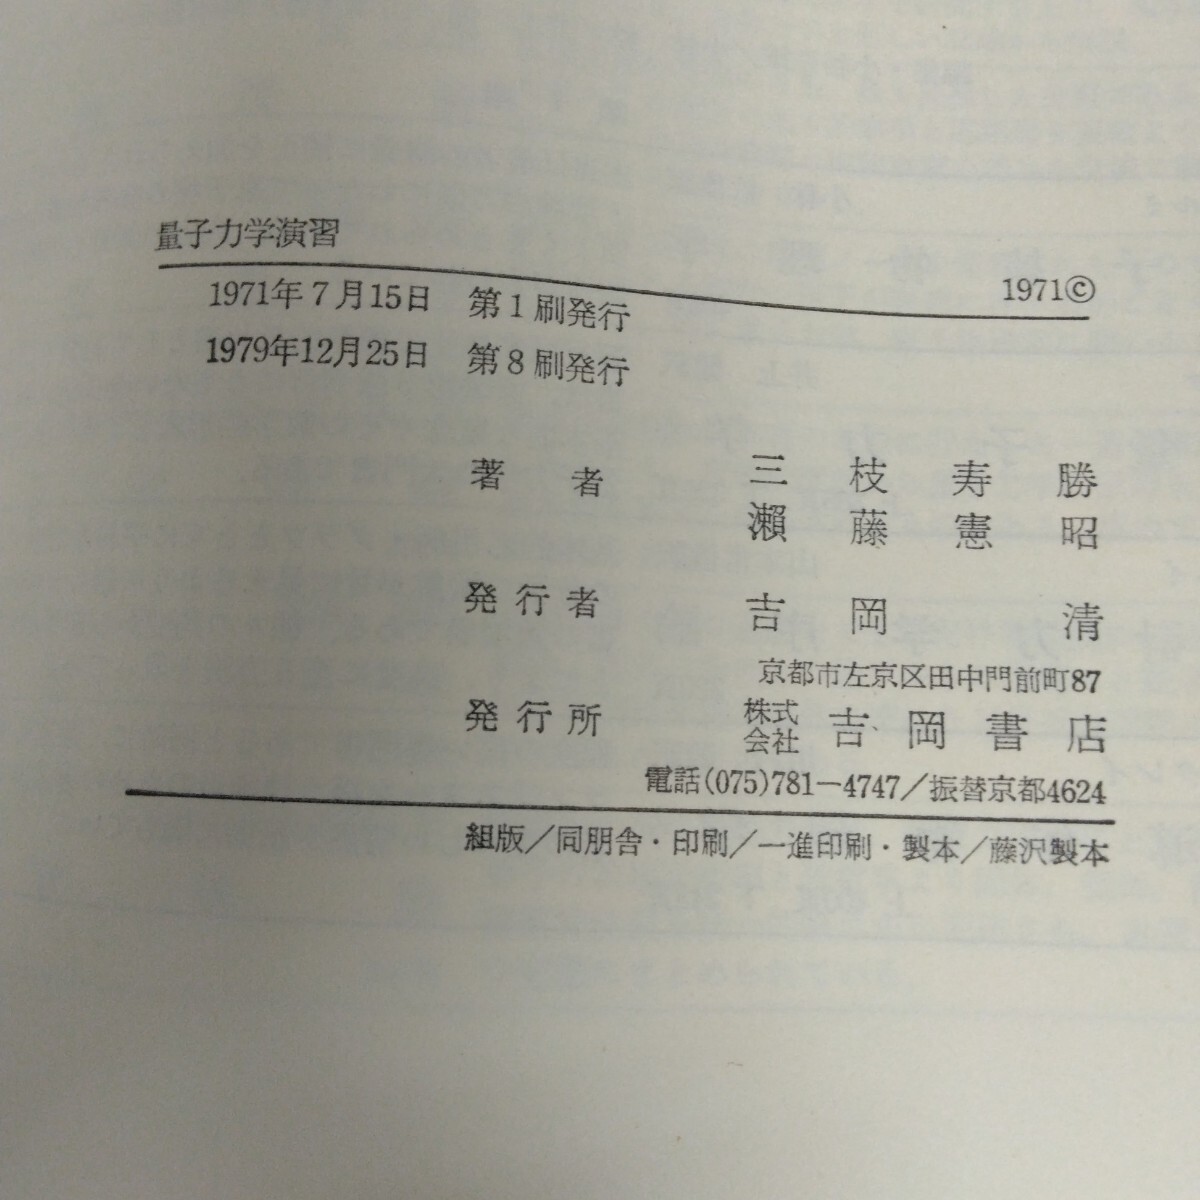 量子力学演習
1971©
1971年7月15日 第1刷発行
1979年12月25日 第8刷発行
著者 三枝寿勝
瀬藤憲昭
発行者 吉岡清
京都市左京区田中門前町87
発行所 株式会社 吉岡書店
電話(075)781-4747/振替京都4624
組版/同朋舎・印刷/一進印刷・製本/藤沢製本